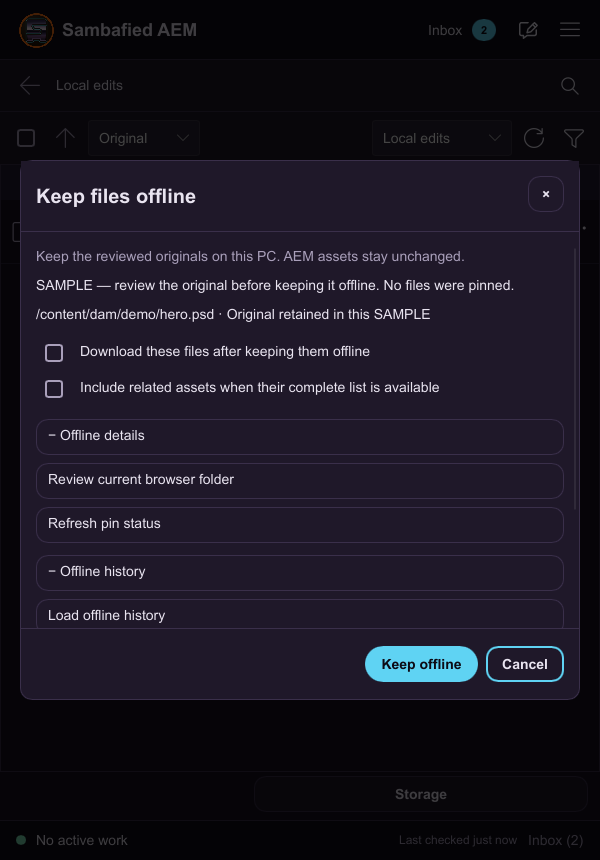 Sambafied AEM
Inbox 2
Local edits
Original
Local edits
Keep files offline
×
Keep the reviewed originals on this PC. AEM assets stay unchanged.
SAMPLE — review the original before keeping it offline. No files were pinned.
/content/dam/demo/hero.psd · Original retained in this SAMPLE
Download these files after keeping them offline
Include related assets when their complete list is available
− Offline details
Review current browser folder
Refresh pin status
− Offline history
Load offline history
Keep offline
Cancel
Storage
No active work
Last checked just now
Inbox (2)